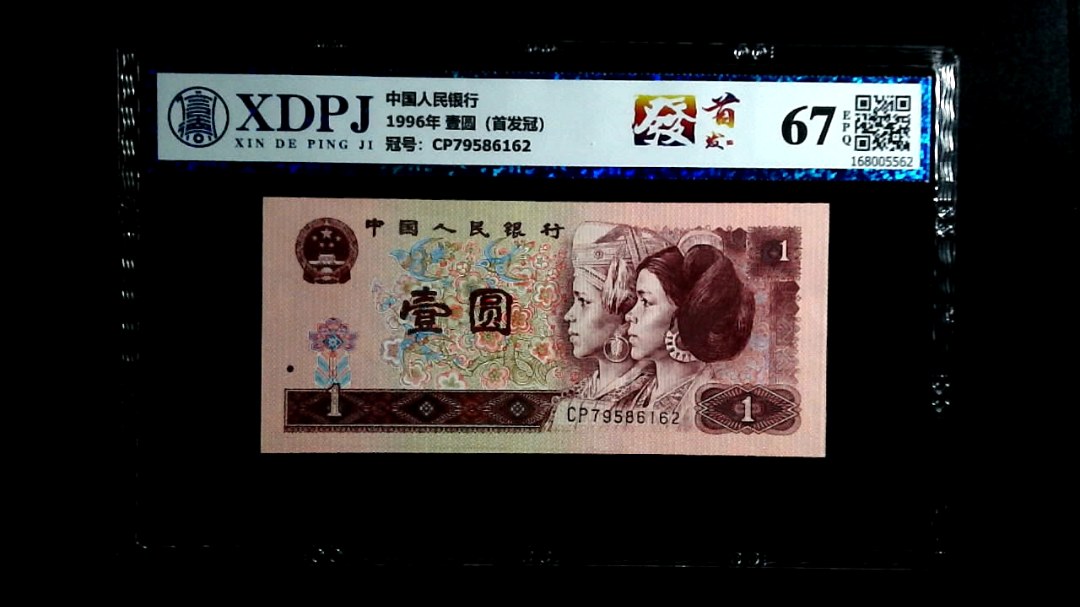 XDPJ
XIN DE PING JI
中国人民银行
1996年 壹圆（首发冠）
冠号：CP79586162
發
首
发
67
EPQ
168005562
中国人民银行
1
壹圆
1
CP79586162
1